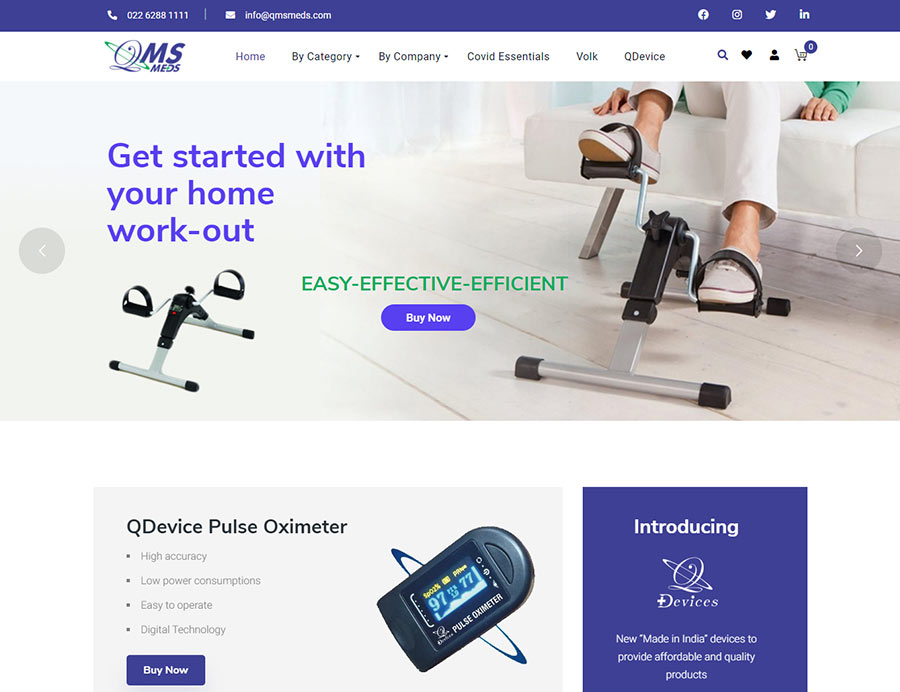 022 6288 1111
info@qmsmeds.com
QMS
MEDS
Home
By Category
By Company
Covid Essentials
Volk
QDevice
0
Get started with
your home
work-out
EASY-EFFECTIVE-EFFICIENT
Buy Now
QDevice Pulse Oximeter
High accuracy
Low power consumptions
Easy to operate
Digital Technology
Buy Now
SpO2%
PRbpm
97
77
Devices
PULSE OXIMETER
Introducing
Devices
New "Made in India" devices to
provide affordable and quality
products